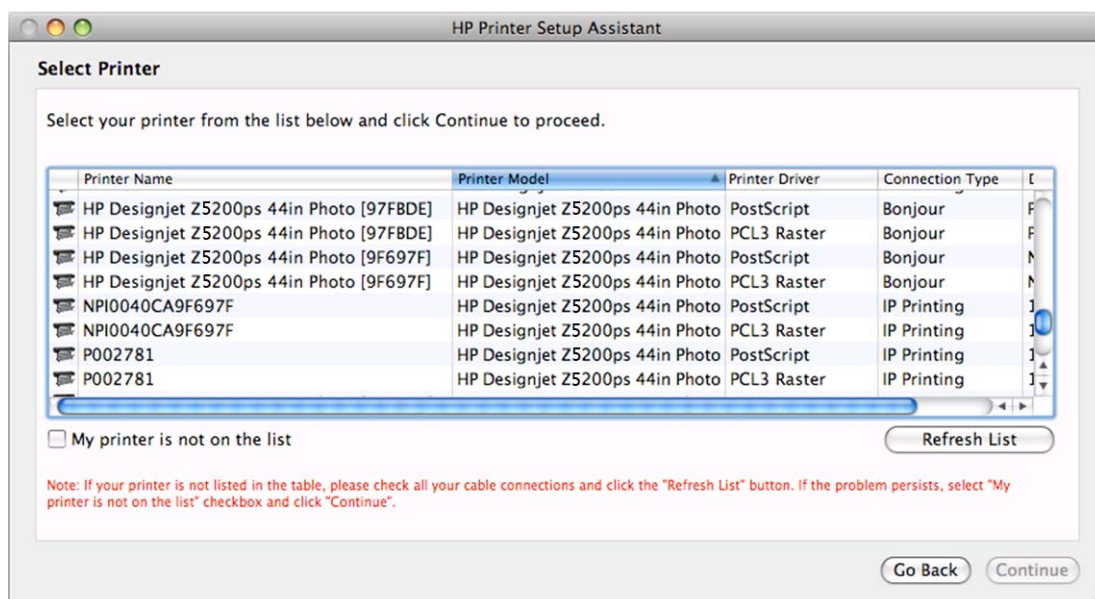 HP Printer Setup Assistant
Select Printer
Select your printer from the list below and click Continue to proceed.
Printer Name Printer Model Printer Driver Connection Type
HP Designjet Z5200ps 44in Photo [97FBDE] HP Designjet Z5200ps 44in Photo PostScript Bonjour
HP Designjet Z5200ps 44in Photo [97FBDE] HP Designjet Z5200ps 44in Photo PCL3 Raster Bonjour
HP Designjet Z5200ps 44in Photo [9F697F] HP Designjet Z5200ps 44in Photo PostScript Bonjour
HP Designjet Z5200ps 44in Photo [9F697F] HP Designjet Z5200ps 44in Photo PCL3 Raster Bonjour
NPI0040CA9F697F HP Designjet Z5200ps 44in Photo PostScript IP Printing
NPI0040CA9F697F HP Designjet Z5200ps 44in Photo PCL3 Raster IP Printing
P002781 HP Designjet Z5200ps 44in Photo PostScript IP Printing
P002781 HP Designjet Z5200ps 44in Photo PCL3 Raster IP Printing
My printer is not on the list
Refresh List
Note: If your printer is not listed in the table, please check all your cable connections and click the "Refresh List" button. If the problem persists, select "My
printer is not on the list" checkbox and click "Continue".
Go Back Continue